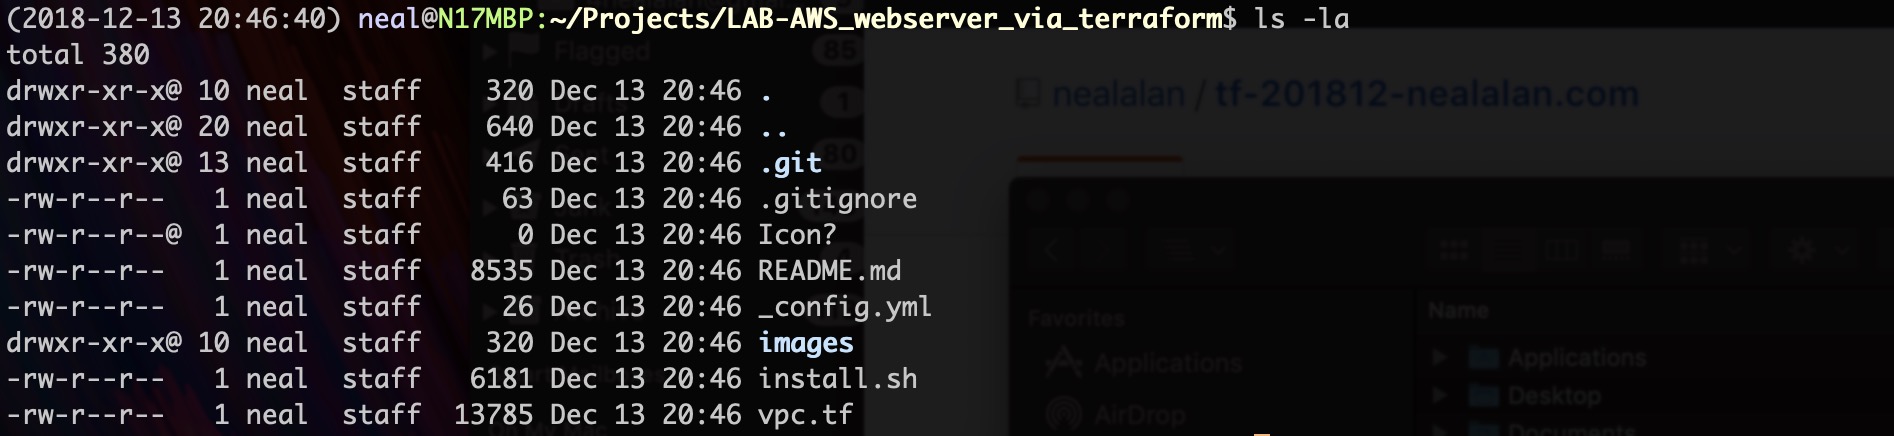 (2018-12-13 20:46:40) neal@N17MBP:~/Projects/LAB-AWS_webserver_via_terraform$ ls -la
total 380
drwxr-xr-x@ 10 neal  staff    320 Dec 13 20:46 .
drwxr-xr-x@ 20 neal  staff    640 Dec 13 20:46 ..
drwxr-xr-x@ 13 neal  staff    416 Dec 13 20:46 .git
-rw-r--r--   1 neal  staff     63 Dec 13 20:46 .gitignore
-rw-r--r--@  1 neal  staff      0 Dec 13 20:46 Icon?
-rw-r--r--   1 neal  staff   8535 Dec 13 20:46 README.md
-rw-r--r--   1 neal  staff     26 Dec 13 20:46 _config.yml
drwxr-xr-x@ 10 neal  staff    320 Dec 13 20:46 images
-rw-r--r--   1 neal  staff   6181 Dec 13 20:46 install.sh
-rw-r--r--   1 neal  staff  13785 Dec 13 20:46 vpc.tf
Flagged 85
Drafts 1
80
nealalan / tf-201812-nealalan.com
Favorites
Applications
AirDrop
Name
Applications
Desktop
Documents